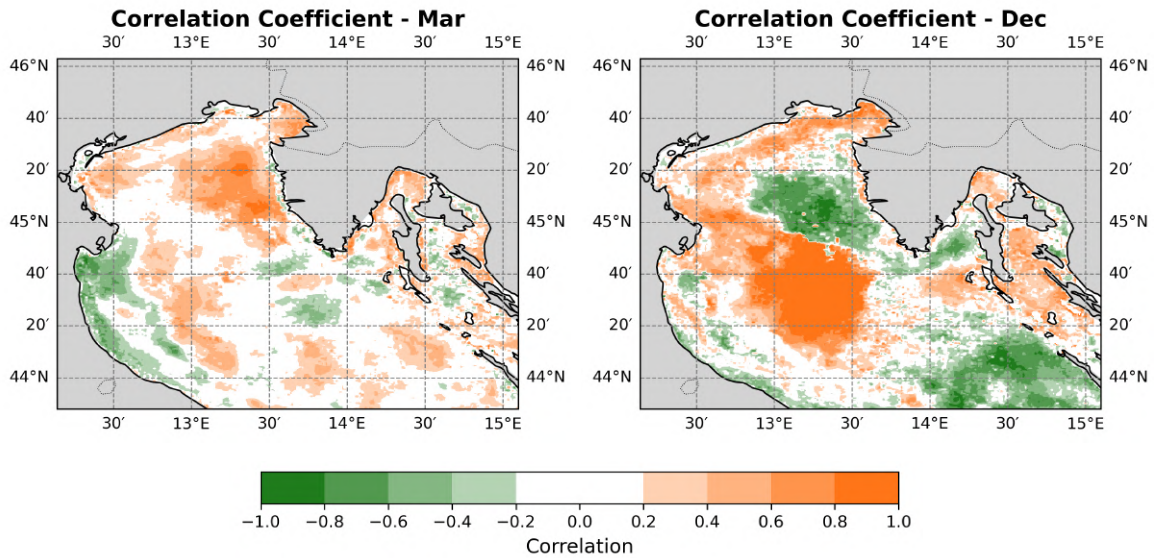 Correlation Coefficient - Mar
Correlation Coefficient - Dec
30′ 13°E 30′ 14°E 30′ 15°E
30′ 13°E 30′ 14°E 30′ 15°E
46°N 46°N
46°N 46°N
40′ 40′
40′ 40′
20′ 20′
20′ 20′
45°N 45°N
45°N 45°N
40′ 40′
40′ 40′
20′ 20′
20′ 20′
44°N 44°N
44°N 44°N
30′ 13°E 30′ 14°E 30′ 15°E
30′ 13°E 30′ 14°E 30′ 15°E
−1.0 −0.8 −0.6 −0.4 −0.2 0.0 0.2 0.4 0.6 0.8 1.0
Correlation